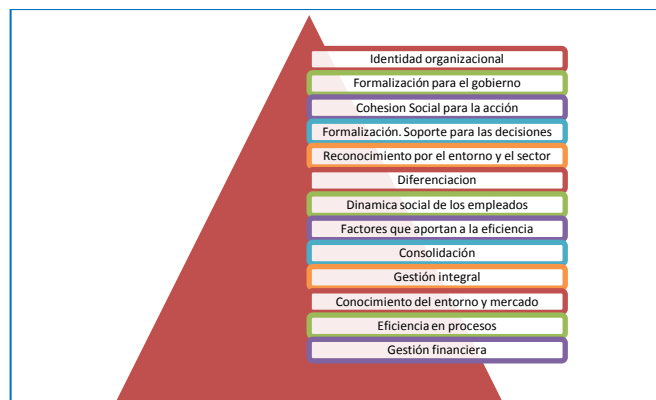 Identidad organizacional
Formalización para el gobierno
Cohesion Social para la acción
Formalización. Soporte para las decisiones
Reconocimiento por el entorno y el sector
Diferenciacion
Dinamica social de los empleados
Factores que aportan a la eficiencia
Consolidación
Gestión integral
Conocimiento del entorno y mercado
Eficiencia en procesos
Gestión financiera